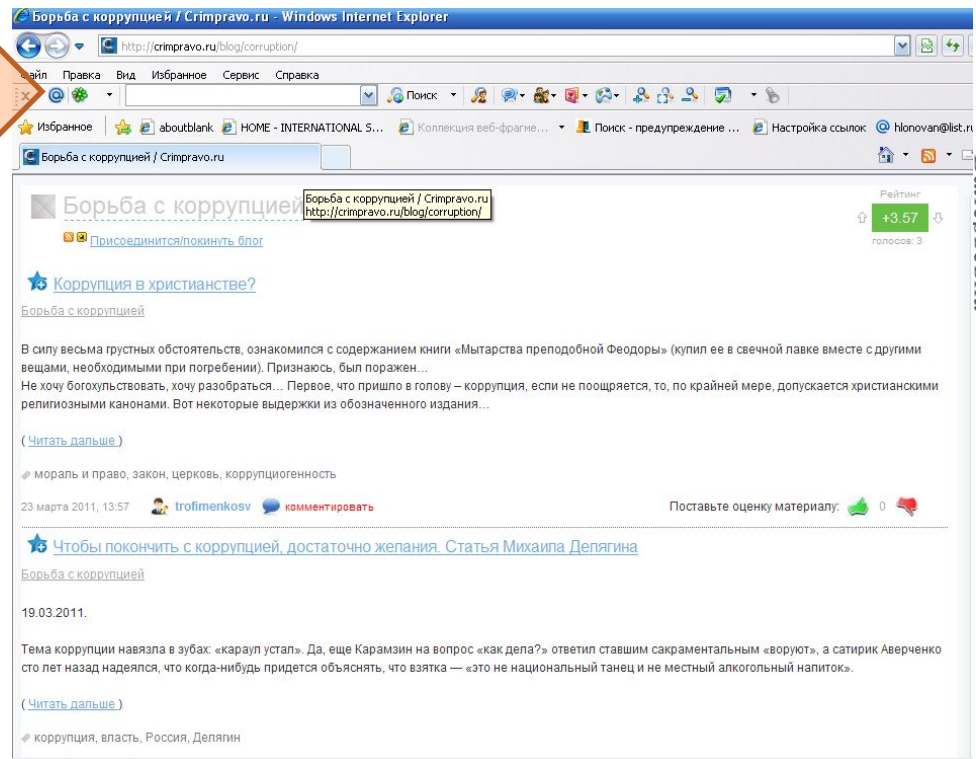 Борьба с коррупцией / Crimpravo.ru - Windows Internet Explorer
http://crimpravo.ru/blog/corruption/
Файл Правка Вид Избранное Сервис Справка
Поиск
Избранное aboutblank HOME - INTERNATIONAL S... Коллекция веб-фрагме... Поиск - предупреждение ... Настройка ссылок hlonovan@list.ru
Борьба с коррупцией / Crimpravo.ru
Борьба с коррупцией
Борьба с коррупцией / Crimpravo.ru
http://crimpravo.ru/blog/corruption/
Рейтинг
+3.57
голосов: 3
Присоединится/покинуть блог
Коррупция в христианстве?
Борьба с коррупцией
В силу весьма грустных обстоятельств, ознакомился с содержанием книги «Мытарства преподобной Феодоры» (купил ее в свечной лавке вместе с другими
вещами, необходимыми при погребении). Признаюсь, был поражен…
Не хочу богохульствовать, хочу разобраться… Первое, что пришло в голову – коррупция, если не поощряется, то, по крайней мере, допускается христианскими
религиозными канонами. Вот некоторые выдержки из обозначенного издания…
( Читать дальше )
мораль и право, закон, церковь, коррупциогенность
23 марта 2011, 13:57 trofimenkosv комментировать Поставьте оценку материалу: 0
Чтобы покончить с коррупцией, достаточно желания. Статья Михаила Делягина
Борьба с коррупцией
19.03.2011.
Тема коррупции навязла в зубах: «караул устал». Да, еще Карамзин на вопрос «как дела?» ответил ставшим сакраментальным «воруют», а сатирик Аверченко
сто лет назад надеялся, что когда-нибудь придется объяснять, что взятка — «это не национальный танец и не местный алкогольный напиток».
( Читать дальше )
коррупция, власть, Россия, Делягин